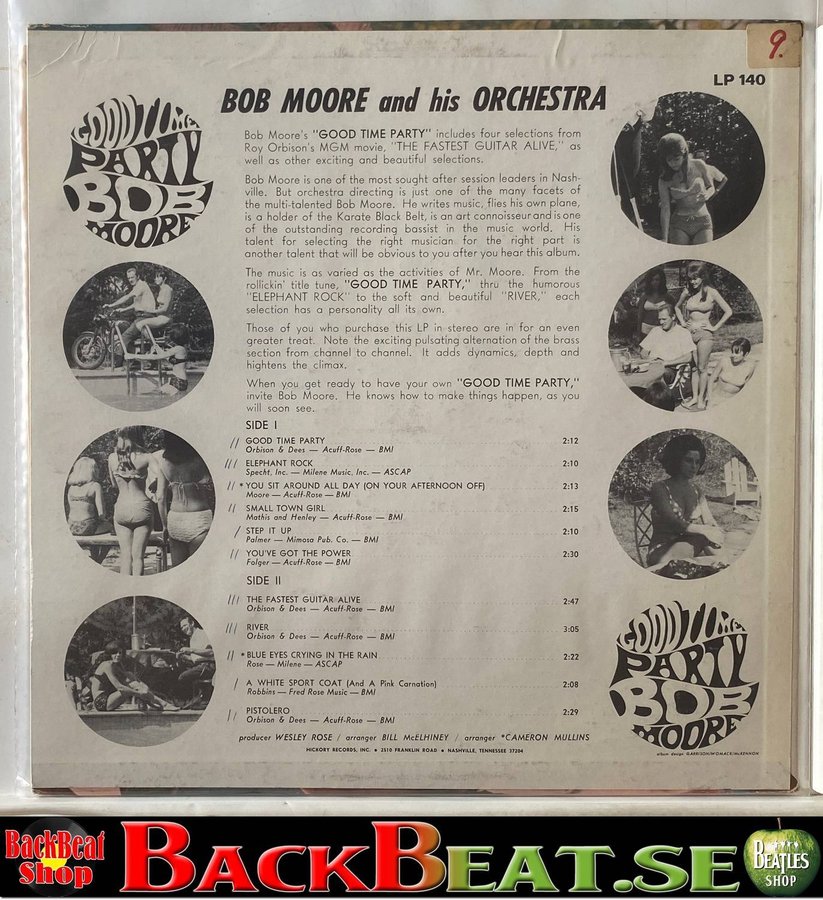 9.
LP 140
BOB MOORE and his ORCHESTRA
GOOD TIME
PARTY
BOB
MOORE
Bob Moore's "GOOD TIME PARTY" includes four selections from
Roy Orbison's MGM movie, "THE FASTEST GUITAR ALIVE," as
well as other exciting and beautiful selections.
Bob Moore is one of the most sought after session leaders in Nash-
ville. But orchestra directing is just one of the many facets of
the multi-talented Bob Moore. He writes music, flies his own plane,
is a holder of the Karate Black Belt, is an art connoisseur and is one
of the outstanding recording bassist in the music world. His
talent for selecting the right musician for the right part is
another talent that will be obvious to you after you hear this album.
The music is as varied as the activities of Mr. Moore. From the
rollickin' title tune, "GOOD TIME PARTY," thru the humorous
"ELEPHANT ROCK" to the soft and beautiful "RIVER," each
selection has a personality all its own.
Those of you who purchase this LP in stereo are in for an even
greater treat. Note the exciting pulsating alternation of the brass
section from channel to channel. It adds dynamics, depth and
hightens the climax.
When you get ready to have your own "GOOD TIME PARTY,"
invite Bob Moore. He knows how to make things happen, as you
will soon see.
SIDE I
GOOD TIME PARTY 2:12
Orbison & Dees — Acuff-Rose — BMI
ELEPHANT ROCK 2:10
Specht, Inc. — Milene Music, Inc. — ASCAP
*YOU SIT AROUND ALL DAY (ON YOUR AFTERNOON OFF) 2:13
Moore — Acuff-Rose — BMI
SMALL TOWN GIRL 2:15
Mathis and Henley — Acuff-Rose — BMI
STEP IT UP 2:10
Palmer — Mimosa Pub. Co. — BMI
YOU'VE GOT THE POWER 2:30
Folger — Acuff-Rose — BMI
SIDE II
THE FASTEST GUITAR ALIVE 2:47
Orbison & Dees — Acuff-Rose — BMI
RIVER 3:05
Orbison & Dees — Acuff-Rose — BMI
*BLUE EYES CRYING IN THE RAIN 2:22
Rose — Milene — ASCAP
A WHITE SPORT COAT (And A Pink Carnation) 2:08
Robbins — Fred Rose Music — BMI
PISTOLERO 2:29
Orbison & Dees — Acuff-Rose — BMI
producer WESLEY ROSE / arranger BILL McELHINEY / arranger *CAMERON MULLINS
HICKORY RECORDS, INC. • 2510 FRANKLIN ROAD • NASHVILLE, TENNESSEE 37204
GOOD TIME
PARTY
BOB
MOORE
album design GARRISON/WOMACK/McKENNON
BackBeat
Shop
BACKBEAT.SE
BEATLES
SHOP